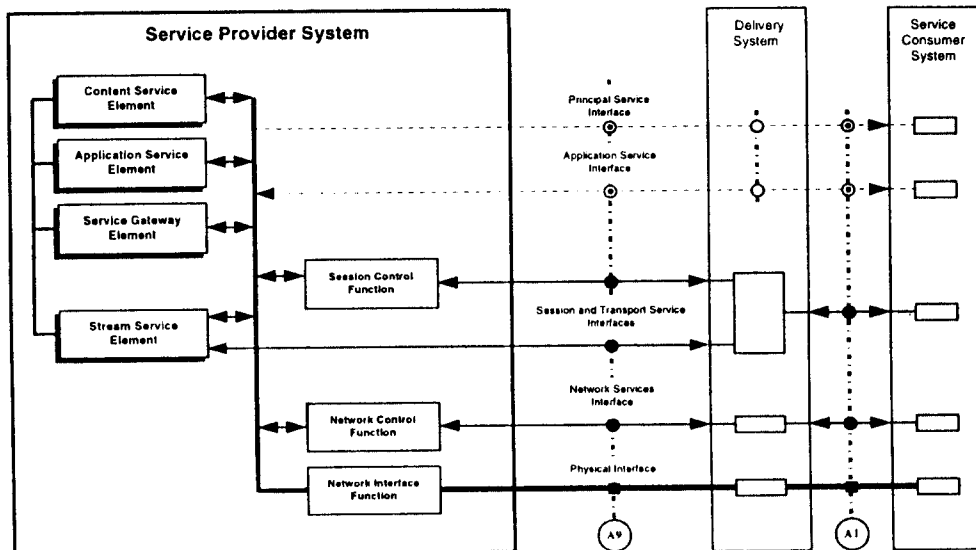 Service Provider System
Delivery
System
Service
Consumer
System
Content Service
Element
Principal Service
Interface
Application Service
Element
Application Service
Interface
Service Gateway
Element
Session Control
Function
Stream Service
Element
Session and Transport Service
Interfaces
Network Services
Interface
Network Control
Function
Physical Interface
Network Interface
Function
A9
A1